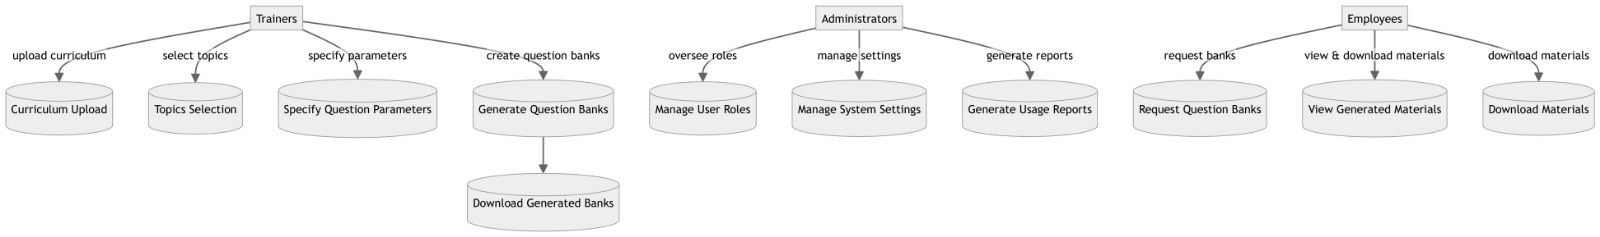 Trainers
Administrators
Employees
upload curriculum
select topics
specify parameters
create question banks
oversee roles
manage settings
generate reports
request banks
view & download materials
download materials
Curriculum Upload
Topics Selection
Specify Question Parameters
Generate Question Banks
Manage User Roles
Manage System Settings
Generate Usage Reports
Request Question Banks
View Generated Materials
Download Materials
Download Generated Banks